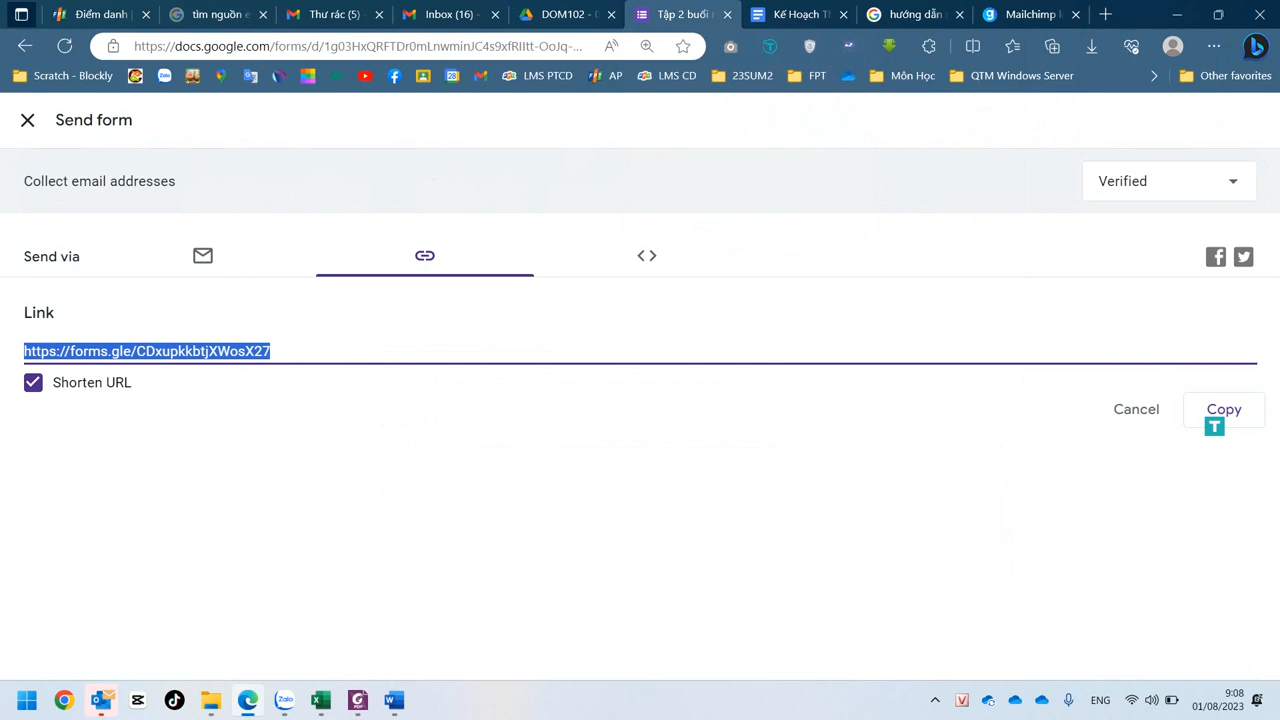 Điểm danh
tìm nguồn e
Thư rác (5) -
Inbox (16) -
DOM102 - 0
Tập 2 buổi
Kế Hoạch Th
hướng dẫn
Mailchimp l
https://docs.google.com/forms/d/1g03HxQRFTDr0mLnwminJC4s9xfRIItt-OoJq-...
Scratch - Blockly
LMS PTCD
AP
LMS CD
23SUM2
FPT
Môn Học
QTM Windows Server
Other favorites
Send form
Collect email addresses
Verified
Send via
Link
https://forms.gle/CDxupkkbtjXWosX27
Shorten URL
Cancel
Copy
T
ENG
9:08
01/08/2023